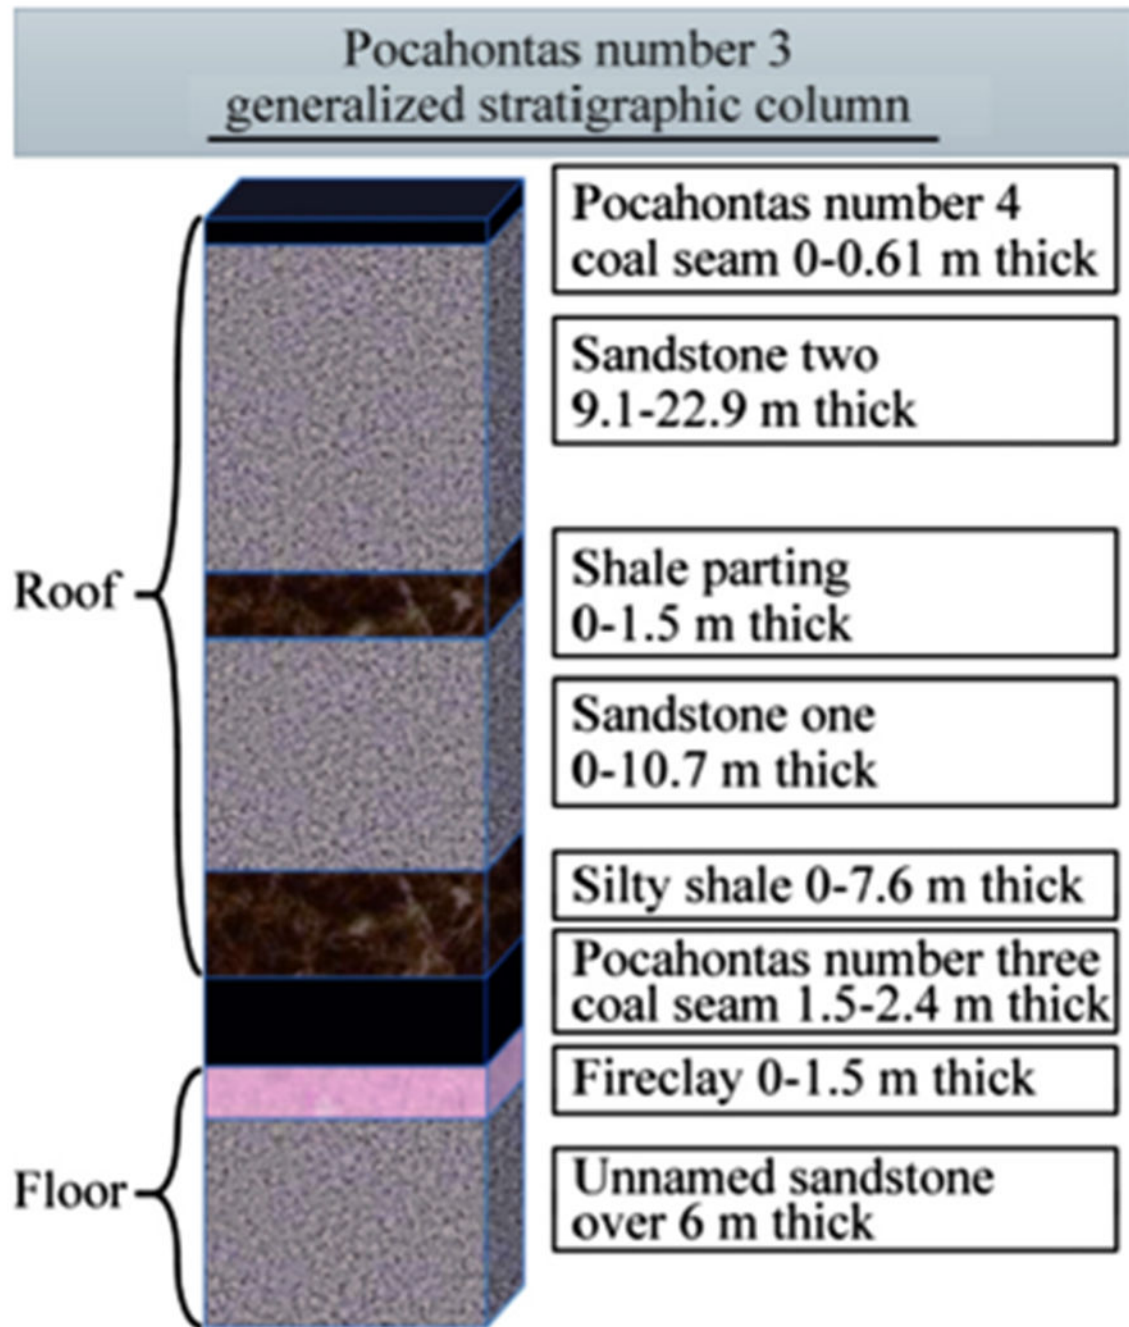 Pocahontas number 3
generalized stratigraphic column
Pocahontas number 4
coal seam 0-0.61 m thick
Sandstone two
9.1-22.9 m thick
Roof
Shale parting
0-1.5 m thick
Sandstone one
0-10.7 m thick
Silty shale 0-7.6 m thick
Pocahontas number three
coal seam 1.5-2.4 m thick
Fireclay 0-1.5 m thick
Floor
Unnamed sandstone
over 6 m thick